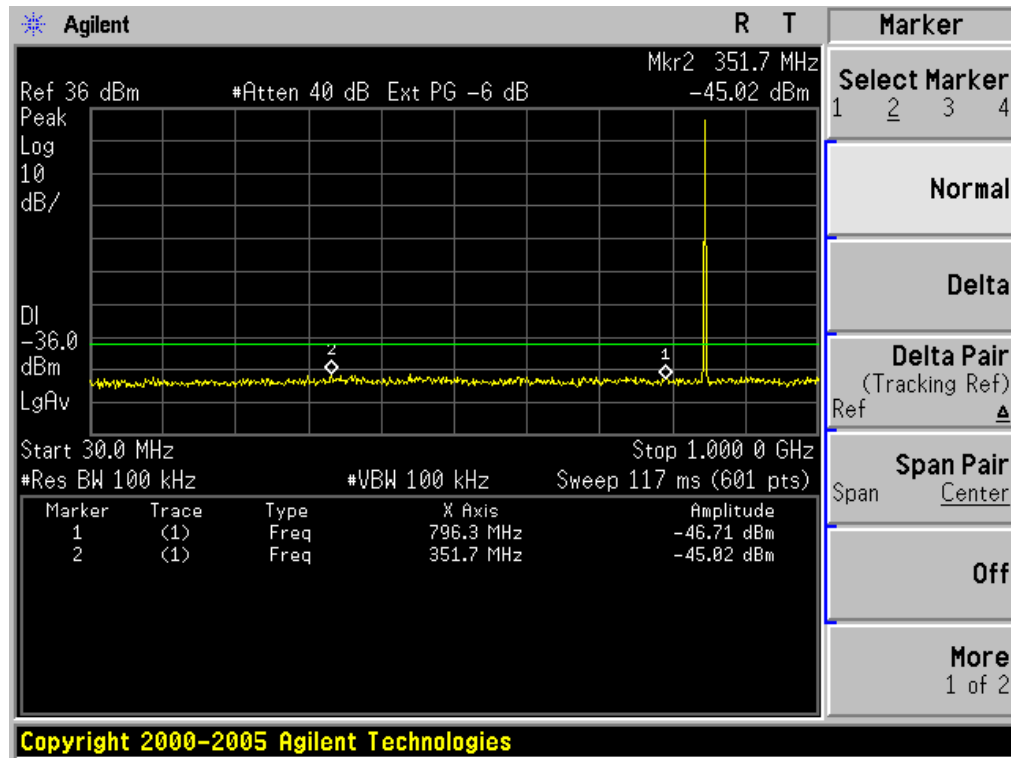 Agilent R T
Marker
Mkr2 351.7 MHz
Ref 36 dBm #Atten 40 dB Ext PG -6 dB -45.02 dBm
Peak
Log
10
dB/
DI
-36.0
dBm
LgAv
2
1
Start 30.0 MHz Stop 1.000 0 GHz
#Res BW 100 kHz #VBW 100 kHz Sweep 117 ms (601 pts)
Marker Trace Type X Axis Amplitude
1 (1) Freq 796.3 MHz -46.71 dBm
2 (1) Freq 351.7 MHz -45.02 dBm
Select Marker
1 2 3 4
Normal
Delta
Delta Pair
(Tracking Ref)
Ref Δ
Span Pair
Span Center
Off
More
1 of 2
Copyright 2000-2005 Agilent Technologies